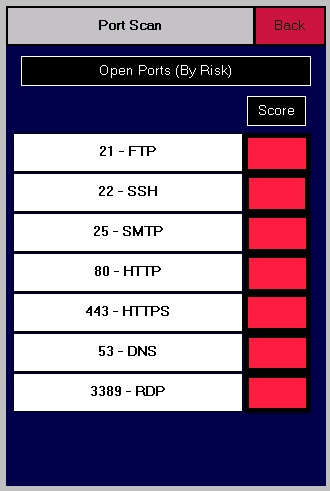 Port Scan
Back
Open Ports (By Risk)
Score
21 - FTP
22 - SSH
25 - SMTP
80 - HTTP
443 - HTTPS
53 - DNS
3389 - RDP